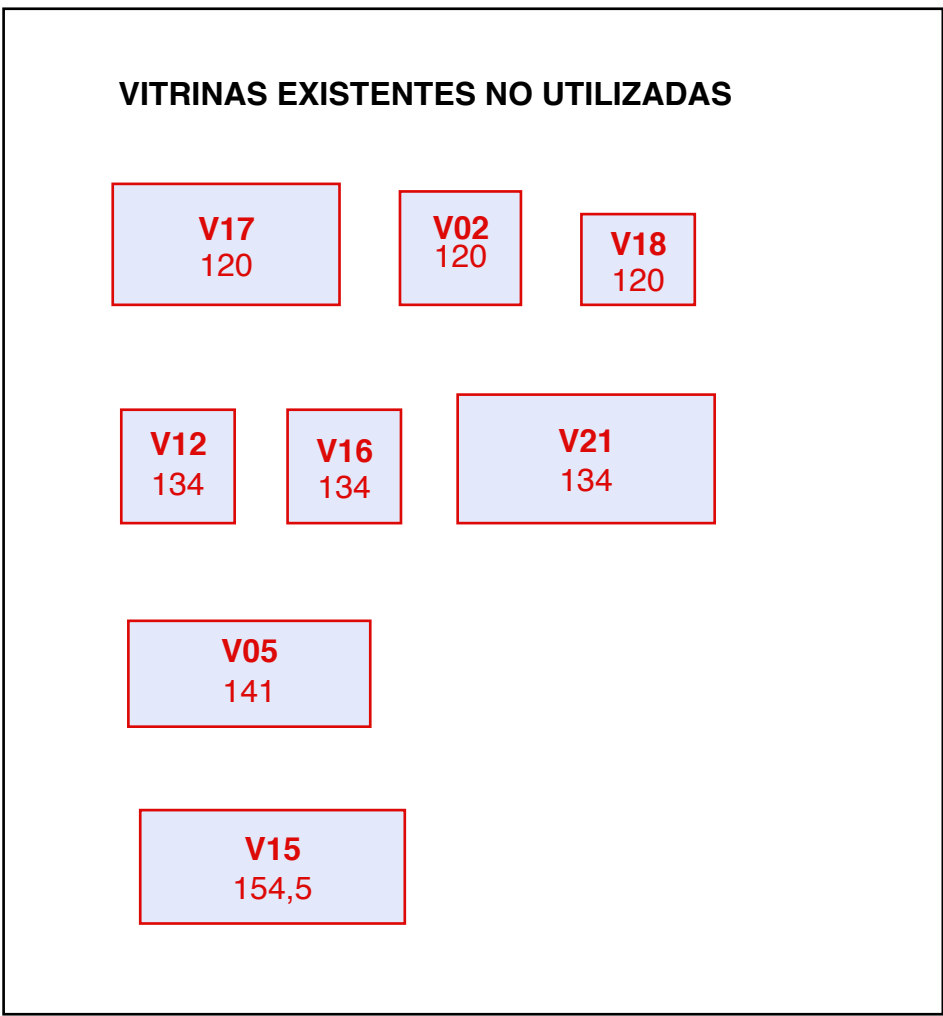 VITRINAS EXISTENTES NO UTILIZADAS
V17
120
V02
120
V18
120
V12
134
V16
134
V21
134
V05
141
V15
154,5